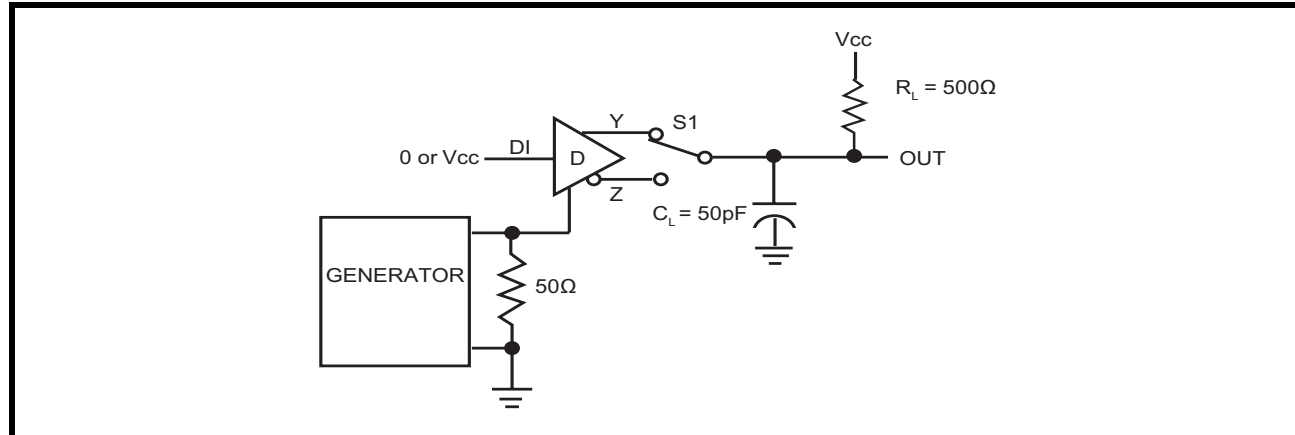 Vcc
R_L = 500Ω
Y
S1
0 or Vcc
DI
D
OUT
Z
C_L = 50pF
GENERATOR
50Ω